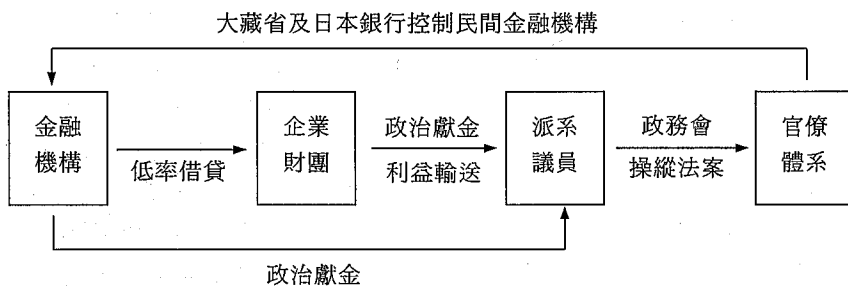 大藏省及日本銀行控制民間金融機構
金融
機構
低率借貸
企業
財團
政治獻金
利益輸送
派系
議員
政務會
操縱法案
官僚
體系
政治獻金